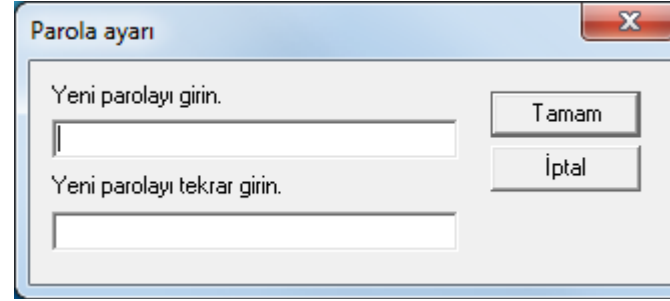 Parola ayarı
Yeni parolayı girin.
Tamam
İptal
Yeni parolayı tekrar girin.